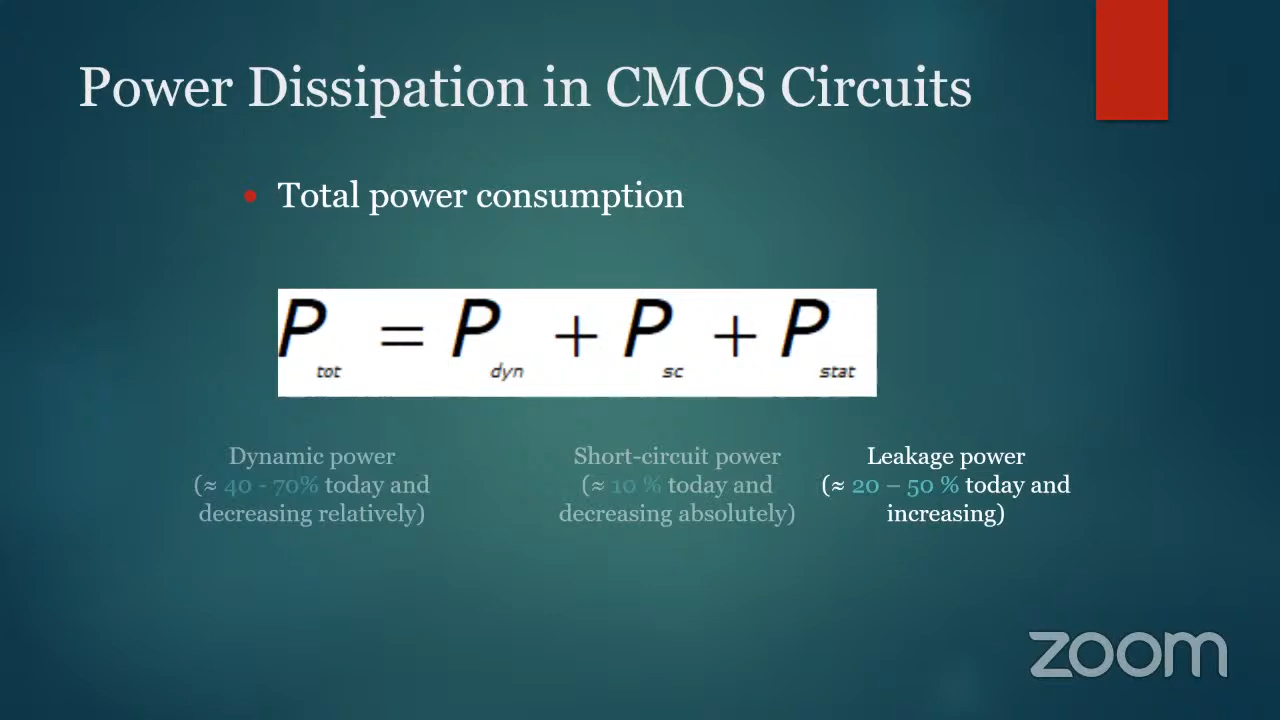 Power Dissipation in CMOS Circuits
• Total power consumption
P_tot = P_dyn + P_sc + P_stat
Dynamic power
(≈ 40 - 70% today and
decreasing relatively)
Short-circuit power
(≈ 10 % today and
decreasing absolutely)
Leakage power
(≈ 20 – 50 % today and
increasing)
zoom